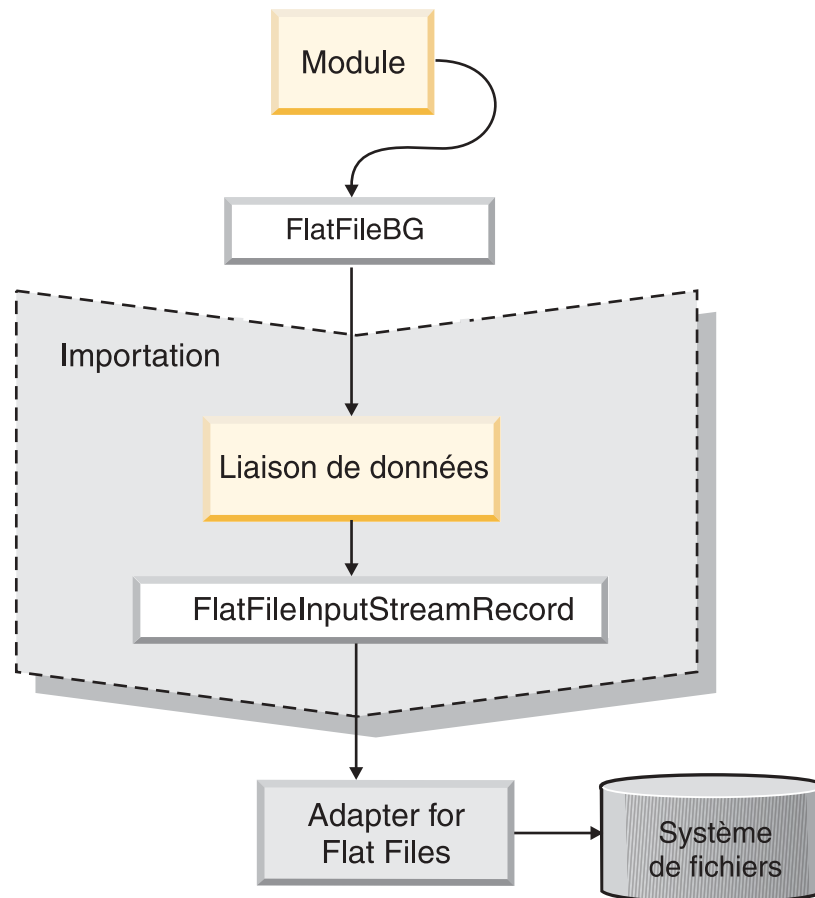 Module
FlatFileBG
Importation
Liaison de données
FlatFileInputStreamRecord
Adapter for
Flat Files
Système
de fichiers